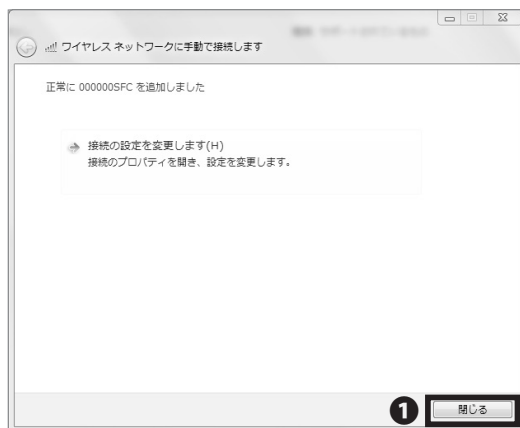 ワイヤレス ネットワークに手動で接続します
正常に 000000SFC を追加しました
接続の設定を変更します(H)
接続のプロパティを開き、設定を変更します。
❶ 閉じる